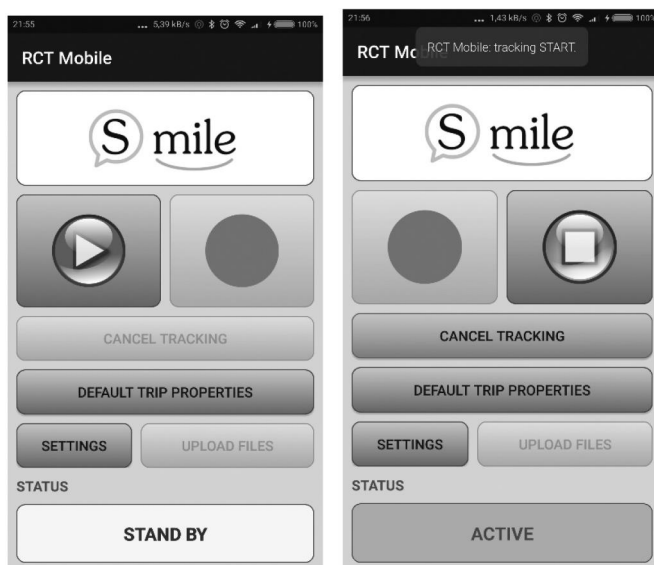 21:55 ... 5,39 kB/s 100%
RCT Mobile
Smile
CANCEL TRACKING
DEFAULT TRIP PROPERTIES
SETTINGS UPLOAD FILES
STATUS
STAND BY
21:56 ... 1,43 kB/s 100%
RCT Mo
RCT Mobile: tracking START.
Smile
CANCEL TRACKING
DEFAULT TRIP PROPERTIES
SETTINGS UPLOAD FILES
STATUS
ACTIVE